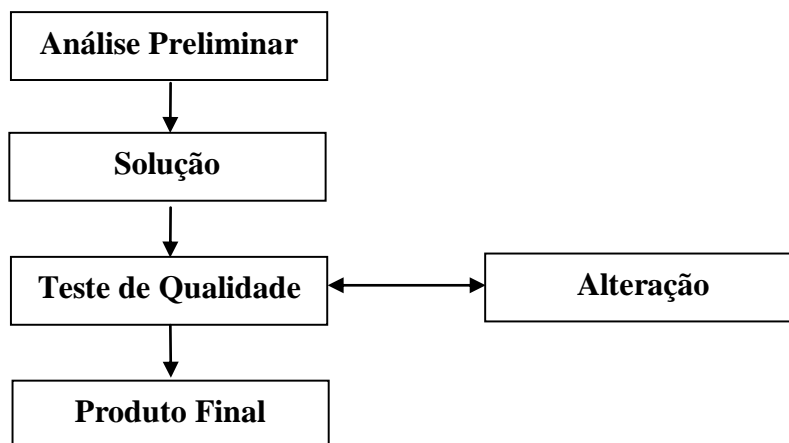 Análise Preliminar
Solução
Teste de Qualidade
Alteração
Produto Final